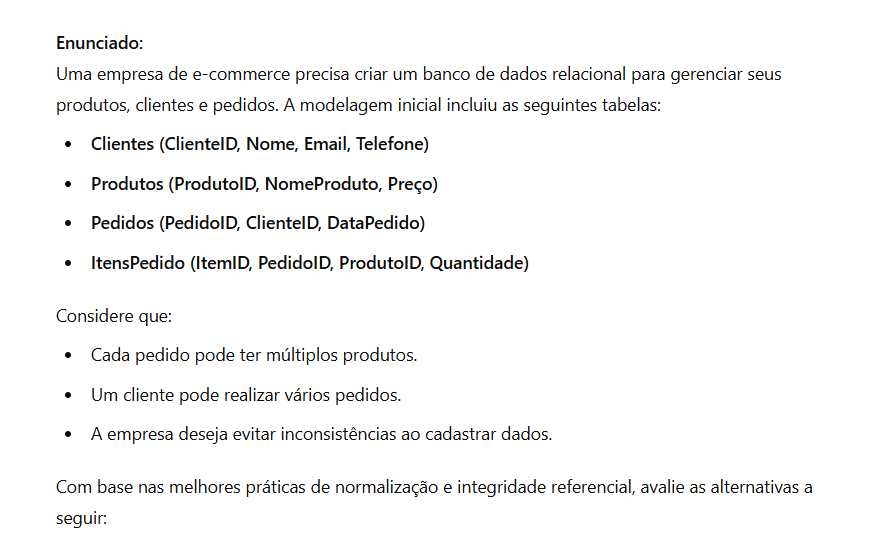 Enunciado:
Uma empresa de e-commerce precisa criar um banco de dados relacional para gerenciar seus
produtos, clientes e pedidos. A modelagem inicial incluiu as seguintes tabelas:
• Clientes (ClienteID, Nome, Email, Telefone)
• Produtos (ProdutoID, NomeProduto, Preço)
• Pedidos (PedidoID, ClienteID, DataPedido)
• ItensPedido (ItemID, PedidoID, ProdutoID, Quantidade)
Considere que:
• Cada pedido pode ter múltiplos produtos.
• Um cliente pode realizar vários pedidos.
• A empresa deseja evitar inconsistências ao cadastrar dados.
Com base nas melhores práticas de normalização e integridade referencial, avalie as alternativas a
seguir: